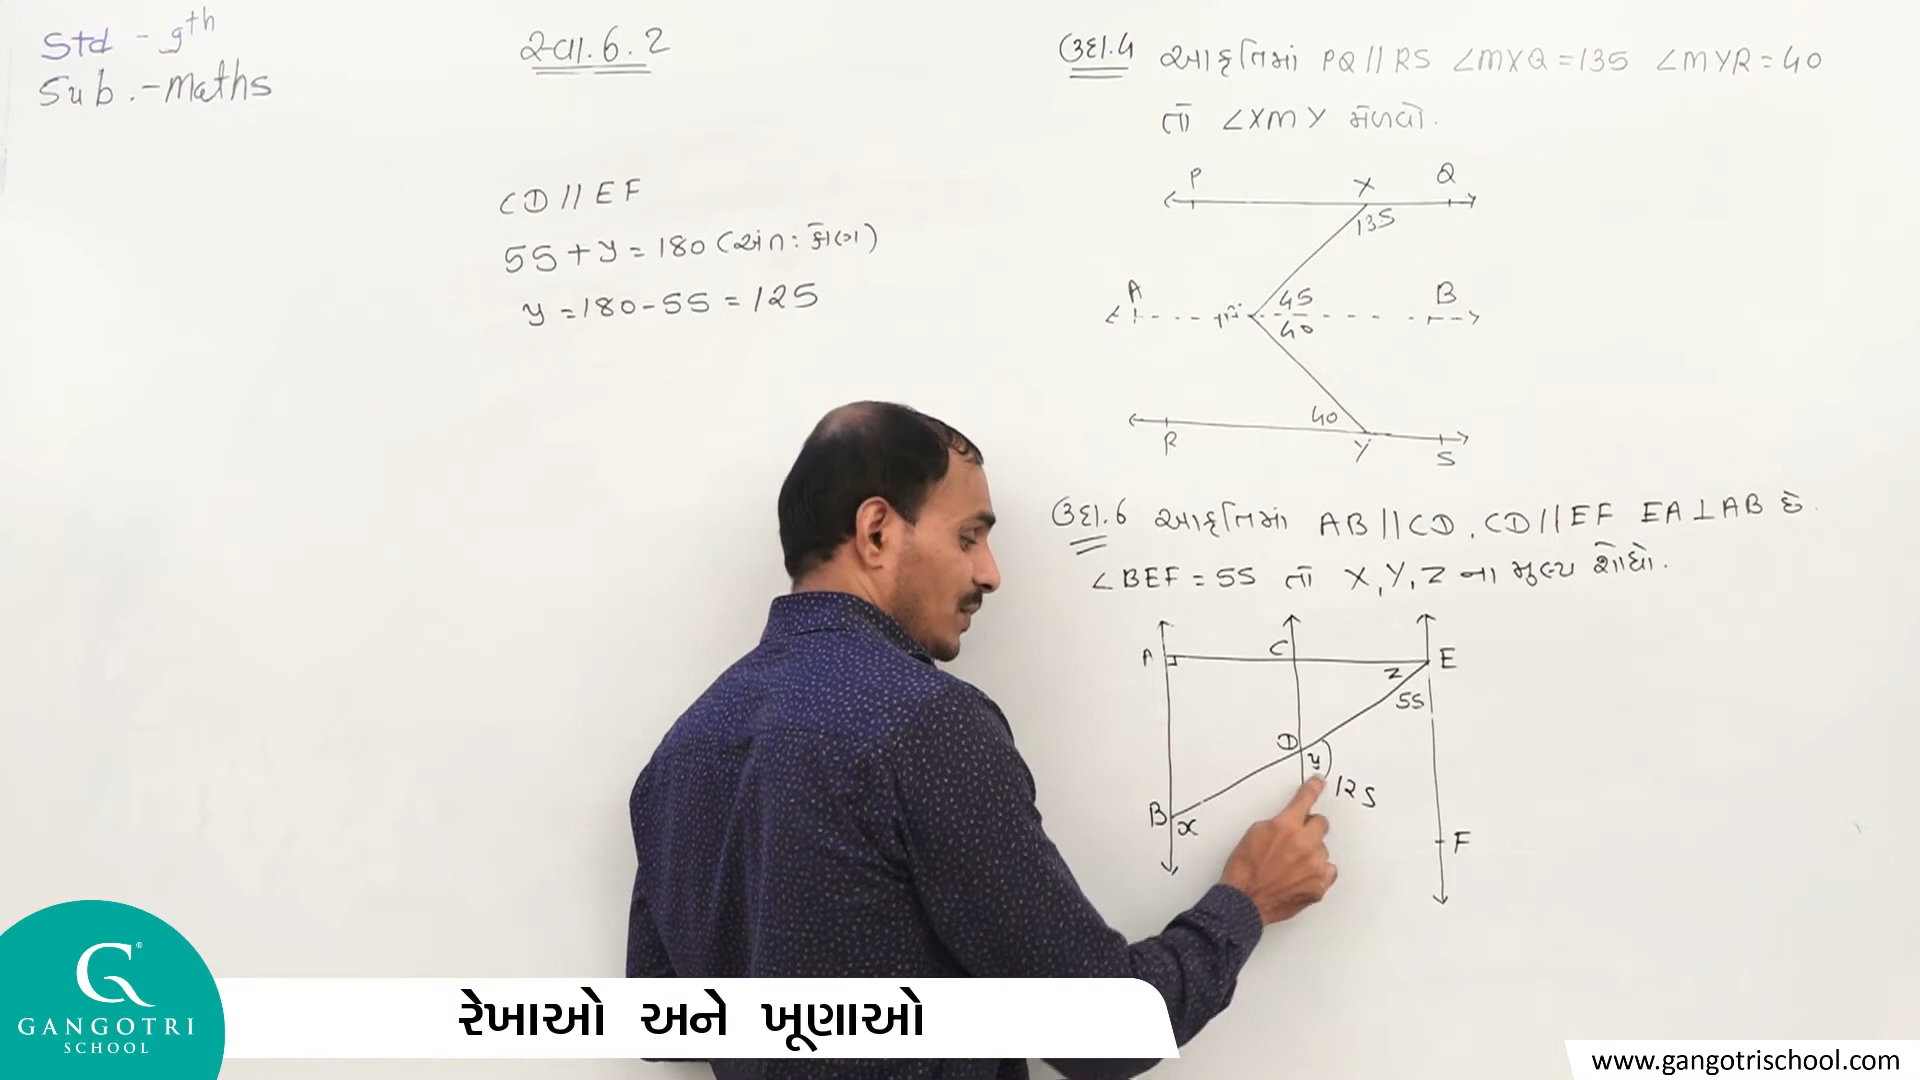 Std - 9th
Sub.-Maths
સ્વા.6.2
CD // EF
55 + y = 180 (અંત: કોણ)
y = 180 - 55 = 125
ઉદા.4 આકૃતિમાં PQ // RS ∠MXQ = 135 ∠MYR = 40
તો ∠XMY મેળવો.
P X Q
135
A 45 B
M 40
40
R Y S
ઉદા.6 આકૃતિમાં AB || CD, CD || EF EA ⊥ AB છે.
∠BEF = 55 તો X, Y, Z ના મુલ્ય શોધો.
A C E
z
55
D
y
125
B x
F
G®
GANGOTRI
SCHOOL
રેખાઓ અને ખૂણાઓ
www.gangotrischool.com